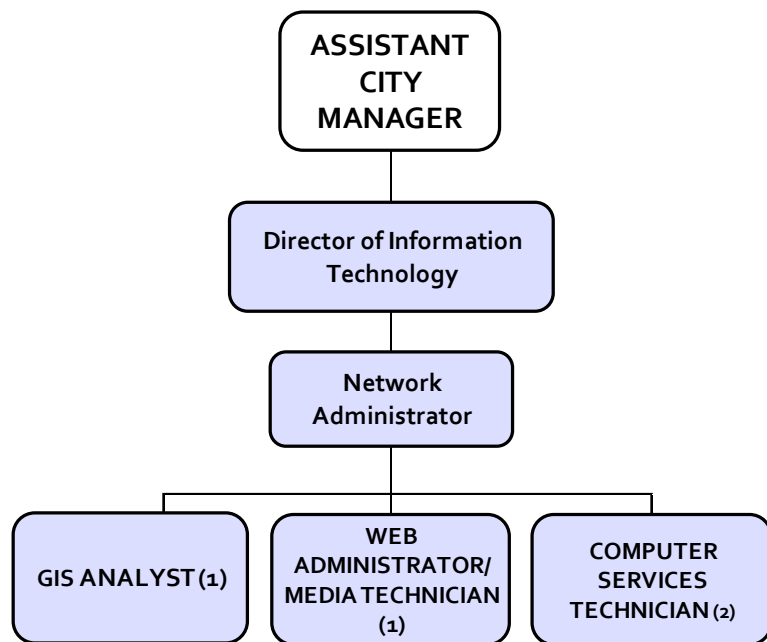 ASSISTANT
CITY
MANAGER
Director of Information
Technology
Network
Administrator
GIS ANALYST (1)
WEB
ADMINISTRATOR/
MEDIA TECHNICIAN
(1)
COMPUTER
SERVICES
TECHNICIAN (2)